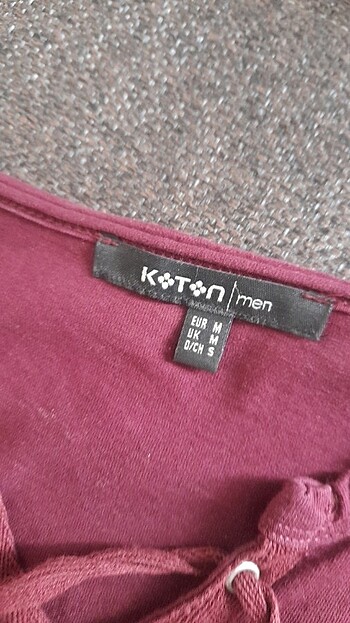 KOTON men
EUR M
UK M
D/CH S